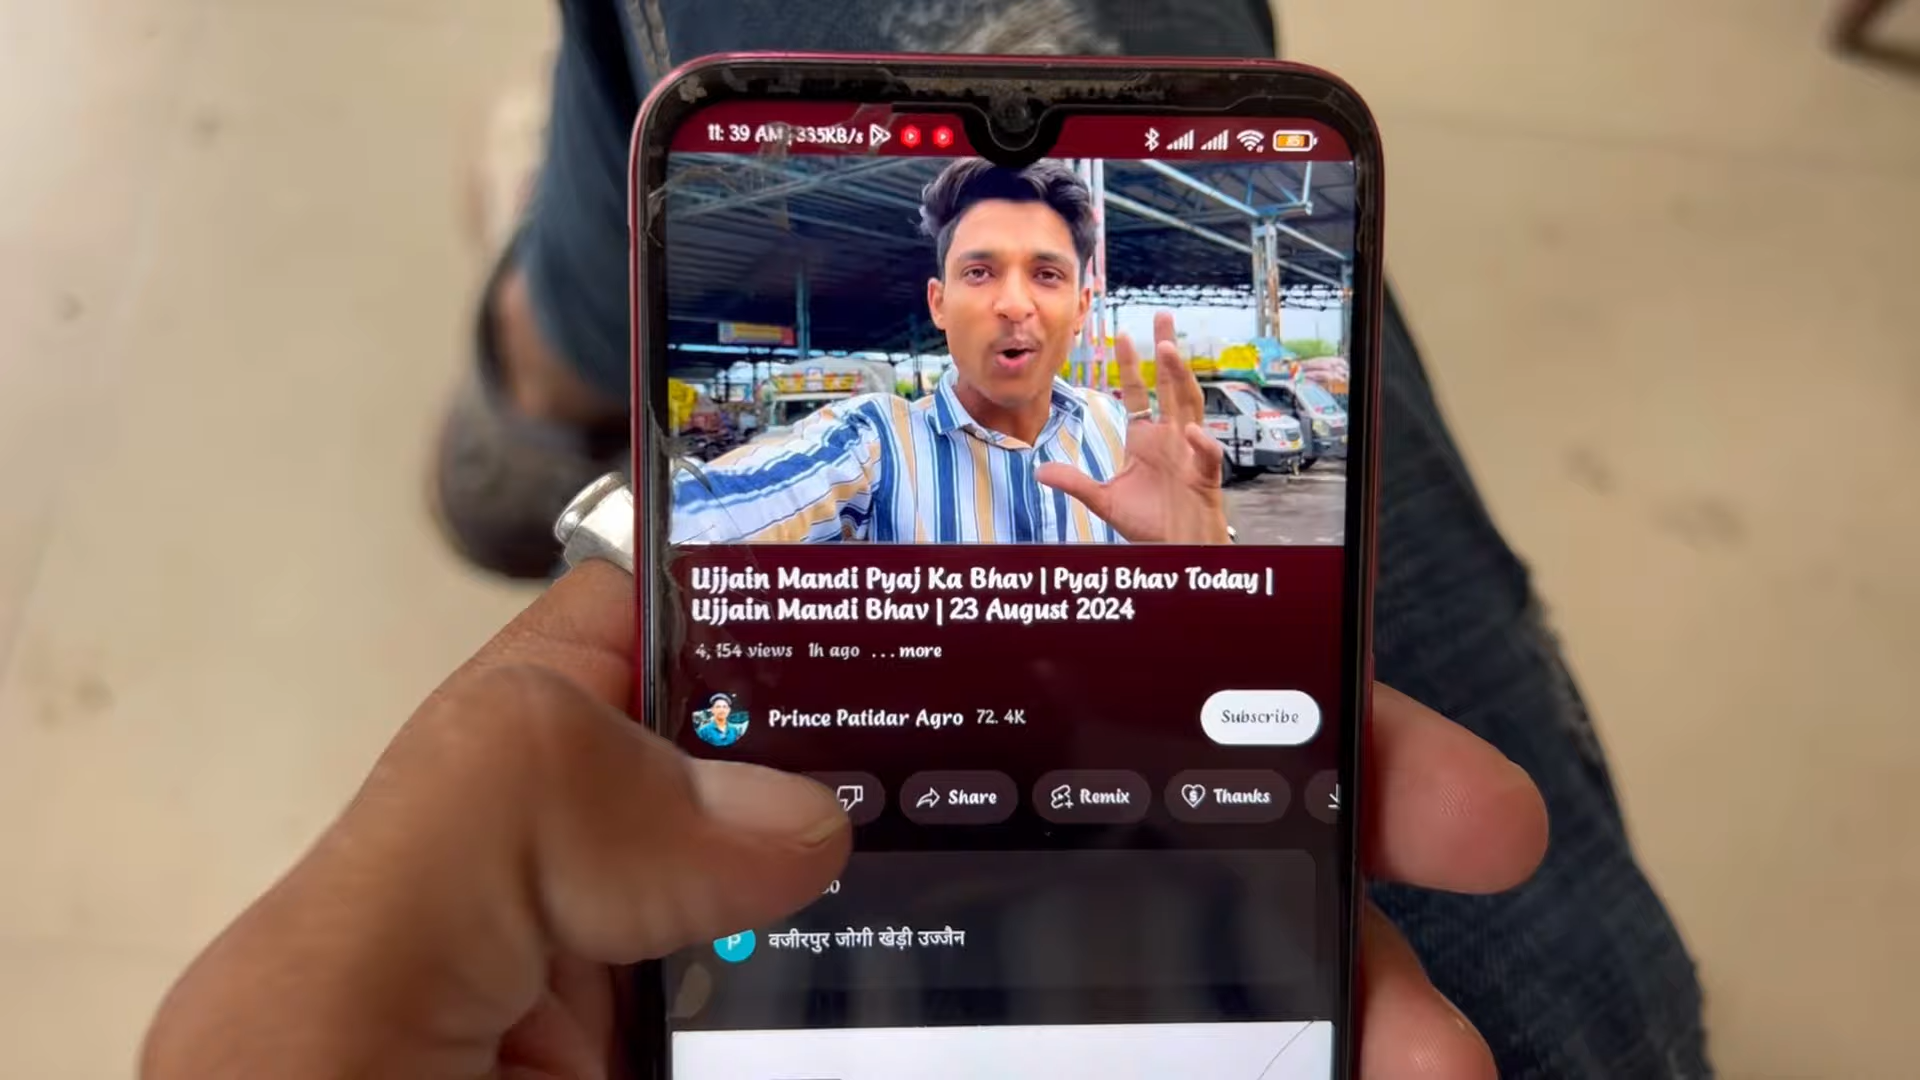 11: 39 AM 335KB/s
85
Ujjain Mandi Pyaj Ka Bhav | Pyaj Bhav Today |
Ujjain Mandi Bhav | 23 August 2024
4, 154 views 1h ago ...more
Prince Patidar Agro 72. 4K
Subscribe
Share
Remix
Thanks
P
वजीरपुर जोगी खेड़ी उज्जैन